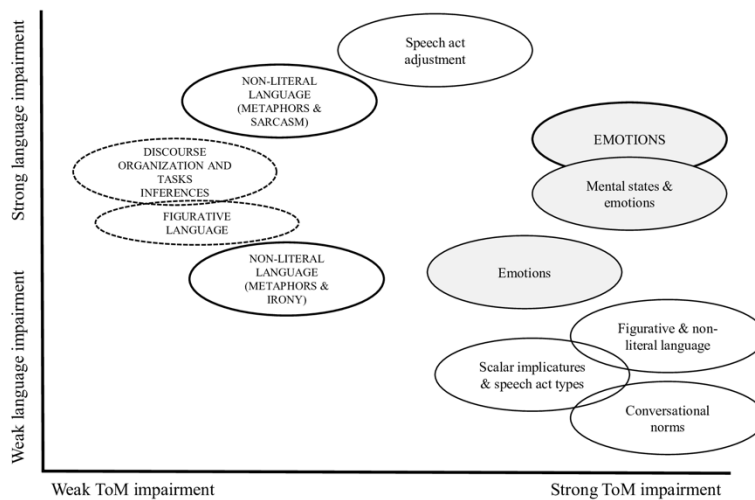 Strong language impairment
Weak language impairment
Speech act
adjustment
NON-LITERAL
LANGUAGE
(METAPHORS &
SARCASM)
EMOTIONS
DISCOURSE
ORGANIZATION AND
TASKS
INFERENCES
Mental states &
emotions
FIGURATIVE
LANGUAGE
NON-LITERAL
LANGUAGE
(METAPHORS &
IRONY)
Emotions
Figurative & non-
literal language
Scalar implicatures
& speech act types
Conversational
norms
Weak ToM impairment
Strong ToM impairment